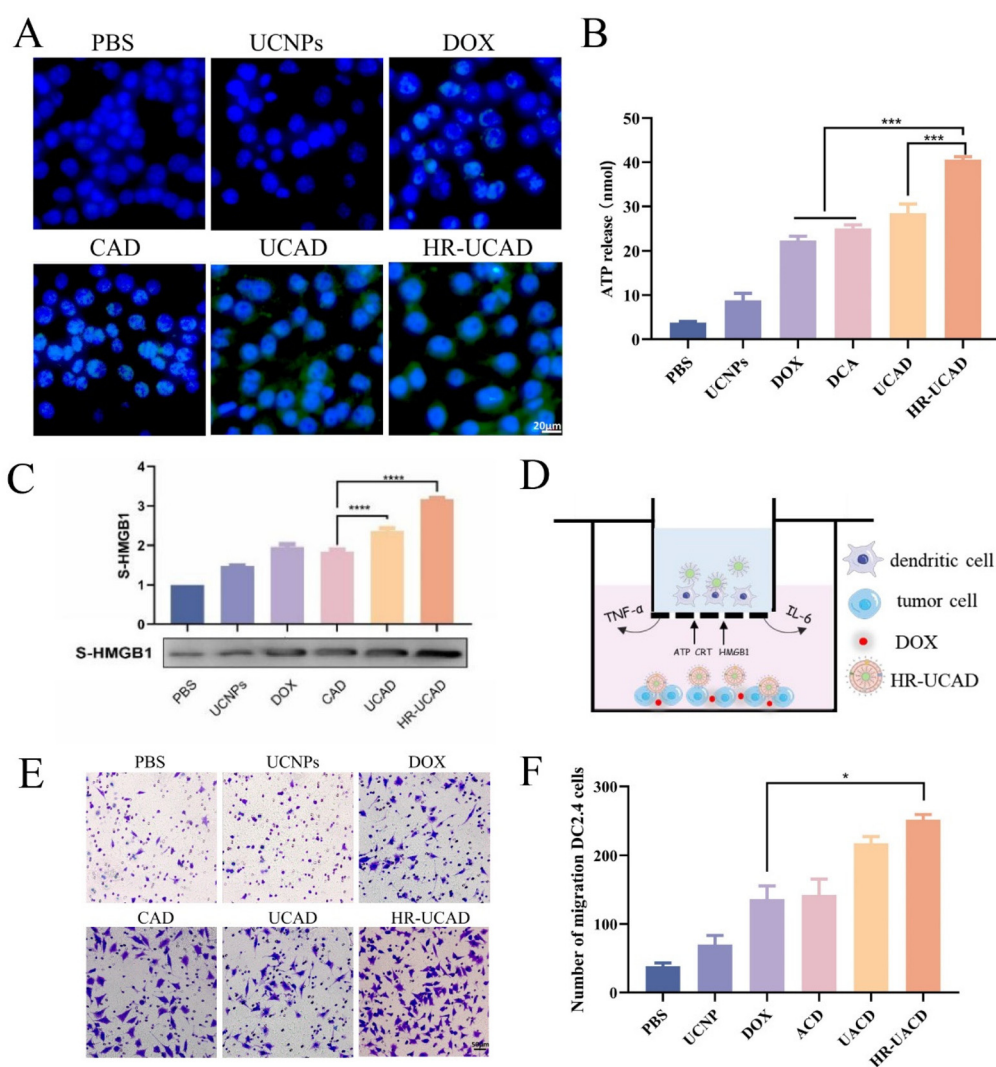 A
PBS
UCNPs
DOX
CAD
UCAD
HR-UCAD
20μm
B
ATP release (nmol)
50
40
30
20
10
0
***
***
PBS
UCNPs
DOX
DCA
UCAD
HR-UCAD
C
S-HMGB1
4
3
2
1
0
****
****
S-HMGB1
PBS
UCNPs
DOX
CAD
UCAD
HR-UCAD
D
TNF-α
IL-6
ATP CRT HMGB1
dendritic cell
tumor cell
DOX
HR-UCAD
E
PBS
UCNPs
DOX
CAD
UCAD
HR-UCAD
F
Number of migration DC2.4 cells
300
200
100
0
*
PBS
UCNP
DOX
ACD
UACD
HR-UACD